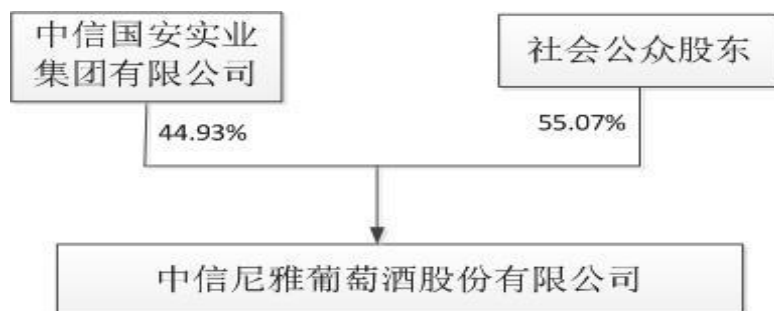 中信国安实业
集团有限公司
社会公众股东
44.93%
55.07%
中信尼雅葡萄酒股份有限公司